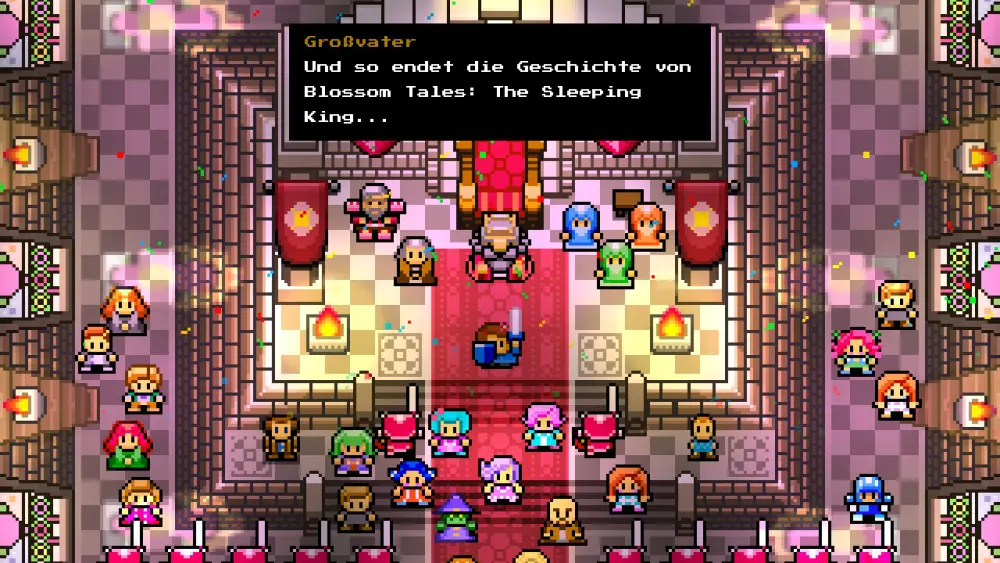 Großvater
Und so endet die Geschichte von
Blossom Tales: The Sleeping
King...